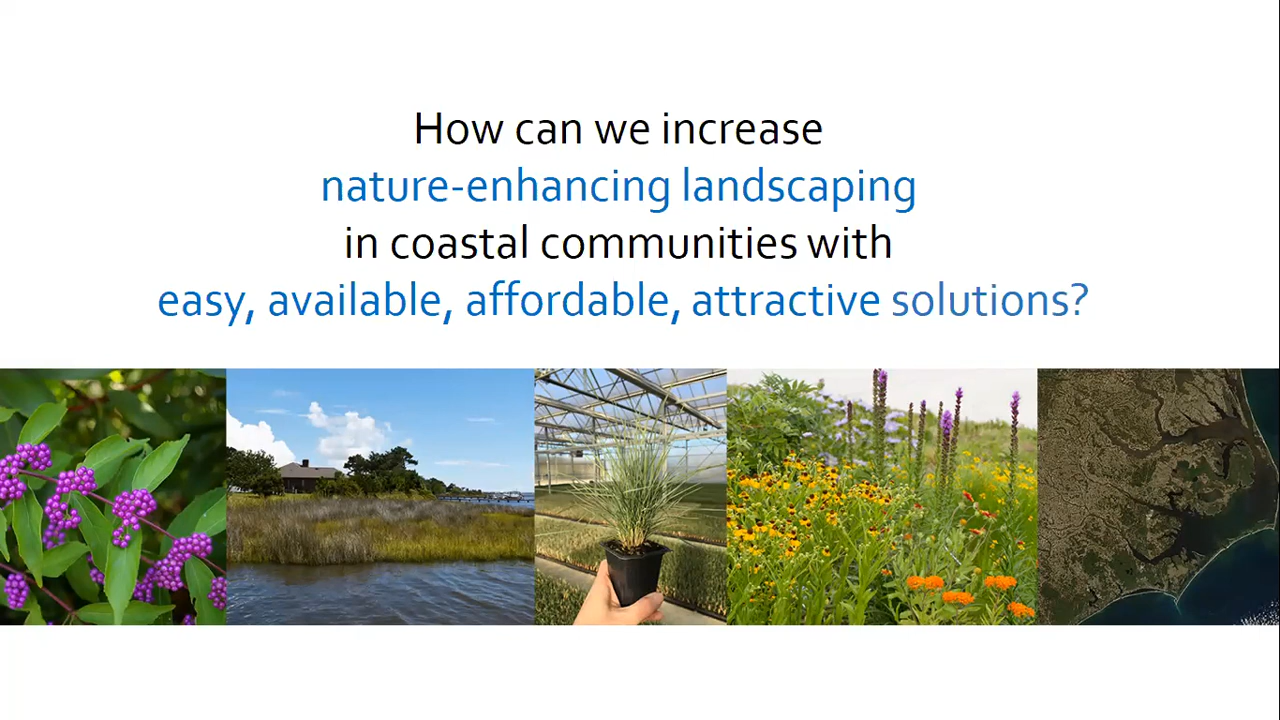 How can we increase
nature-enhancing landscaping
in coastal communities with
easy, available, affordable, attractive solutions?